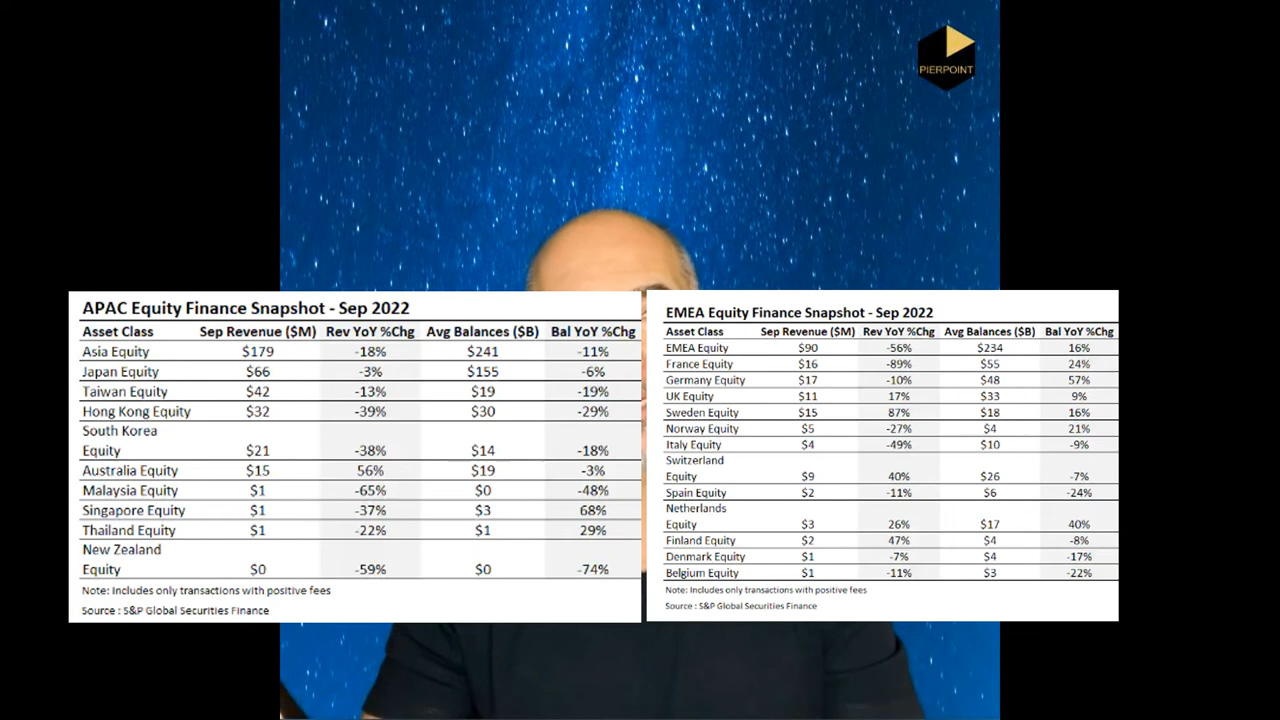 PIERPOINT
APAC Equity Finance Snapshot - Sep 2022
Asset Class Sep Revenue ($M) Rev YoY %Chg Avg Balances ($B) Bal YoY %Chg
Asia Equity $179 -18% $241 -11%
Japan Equity $66 -3% $155 -6%
Taiwan Equity $42 -13% $19 -19%
Hong Kong Equity $32 -39% $30 -29%
South Korea
Equity $21 -38% $14 -18%
Australia Equity $15 56% $19 -3%
Malaysia Equity $1 -65% $0 -48%
Singapore Equity $1 -37% $3 68%
Thailand Equity $1 -22% $1 29%
New Zealand
Equity $0 -59% $0 -74%
Note: Includes only transactions with positive fees
Source : S&P Global Securities Finance
EMEA Equity Finance Snapshot - Sep 2022
Asset Class Sep Revenue ($M) Rev YoY %Chg Avg Balances ($B) Bal YoY %Chg
EMEA Equity $90 -56% $234 16%
France Equity $16 -89% $55 24%
Germany Equity $17 -10% $48 57%
UK Equity $11 17% $33 9%
Sweden Equity $15 87% $18 16%
Norway Equity $5 -27% $4 21%
Italy Equity $4 -49% $10 -9%
Switzerland
Equity $9 40% $26 -7%
Spain Equity $2 -11% $6 -24%
Netherlands
Equity $3 26% $17 40%
Finland Equity $2 47% $4 -8%
Denmark Equity $1 -7% $4 -17%
Belgium Equity $1 -11% $3 -22%
Note: Includes only transactions with positive fees
Source : S&P Global Securities Finance